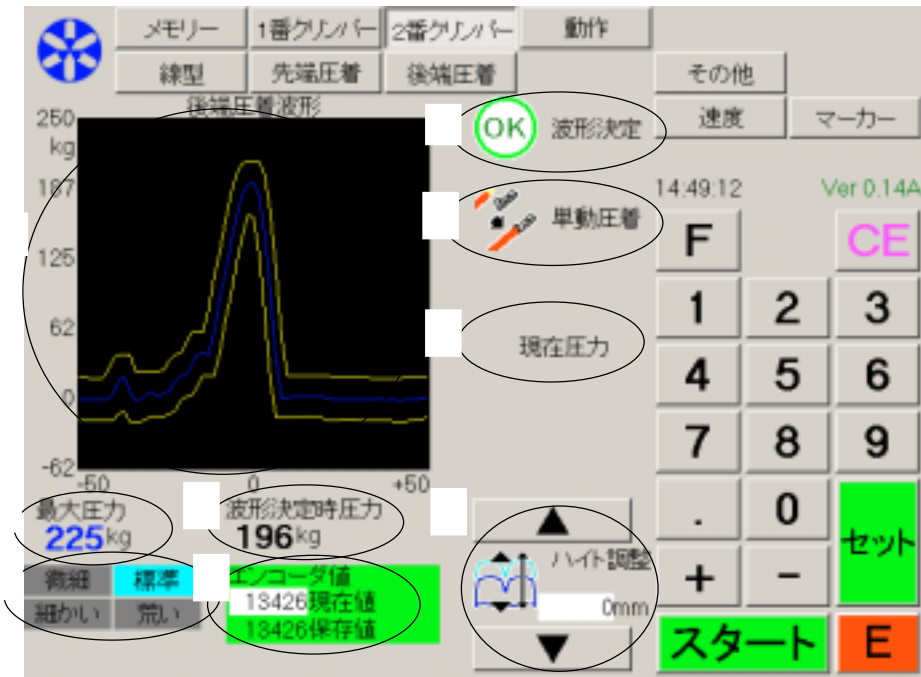 メモリー 1番クリンパー 2番クリンパー 動作
線型 先端圧着 後端圧着 その他
後端圧着波形
OK 波形決定 速度 マーカー
250
kg
187
125
62
0
-62
-50 0 +50
14:49:12 Ver 0.14A
単動圧着
現在圧力
F CE
1 2 3
4 5 6
7 8 9
. 0 セット
+ -
スタート E
最大圧力
225kg
波形決定時圧力
196kg
微細 標準
細かい 荒い
エンコーダ値
13426現在値
13426保存値
▲
ハイト調整
0mm
▼